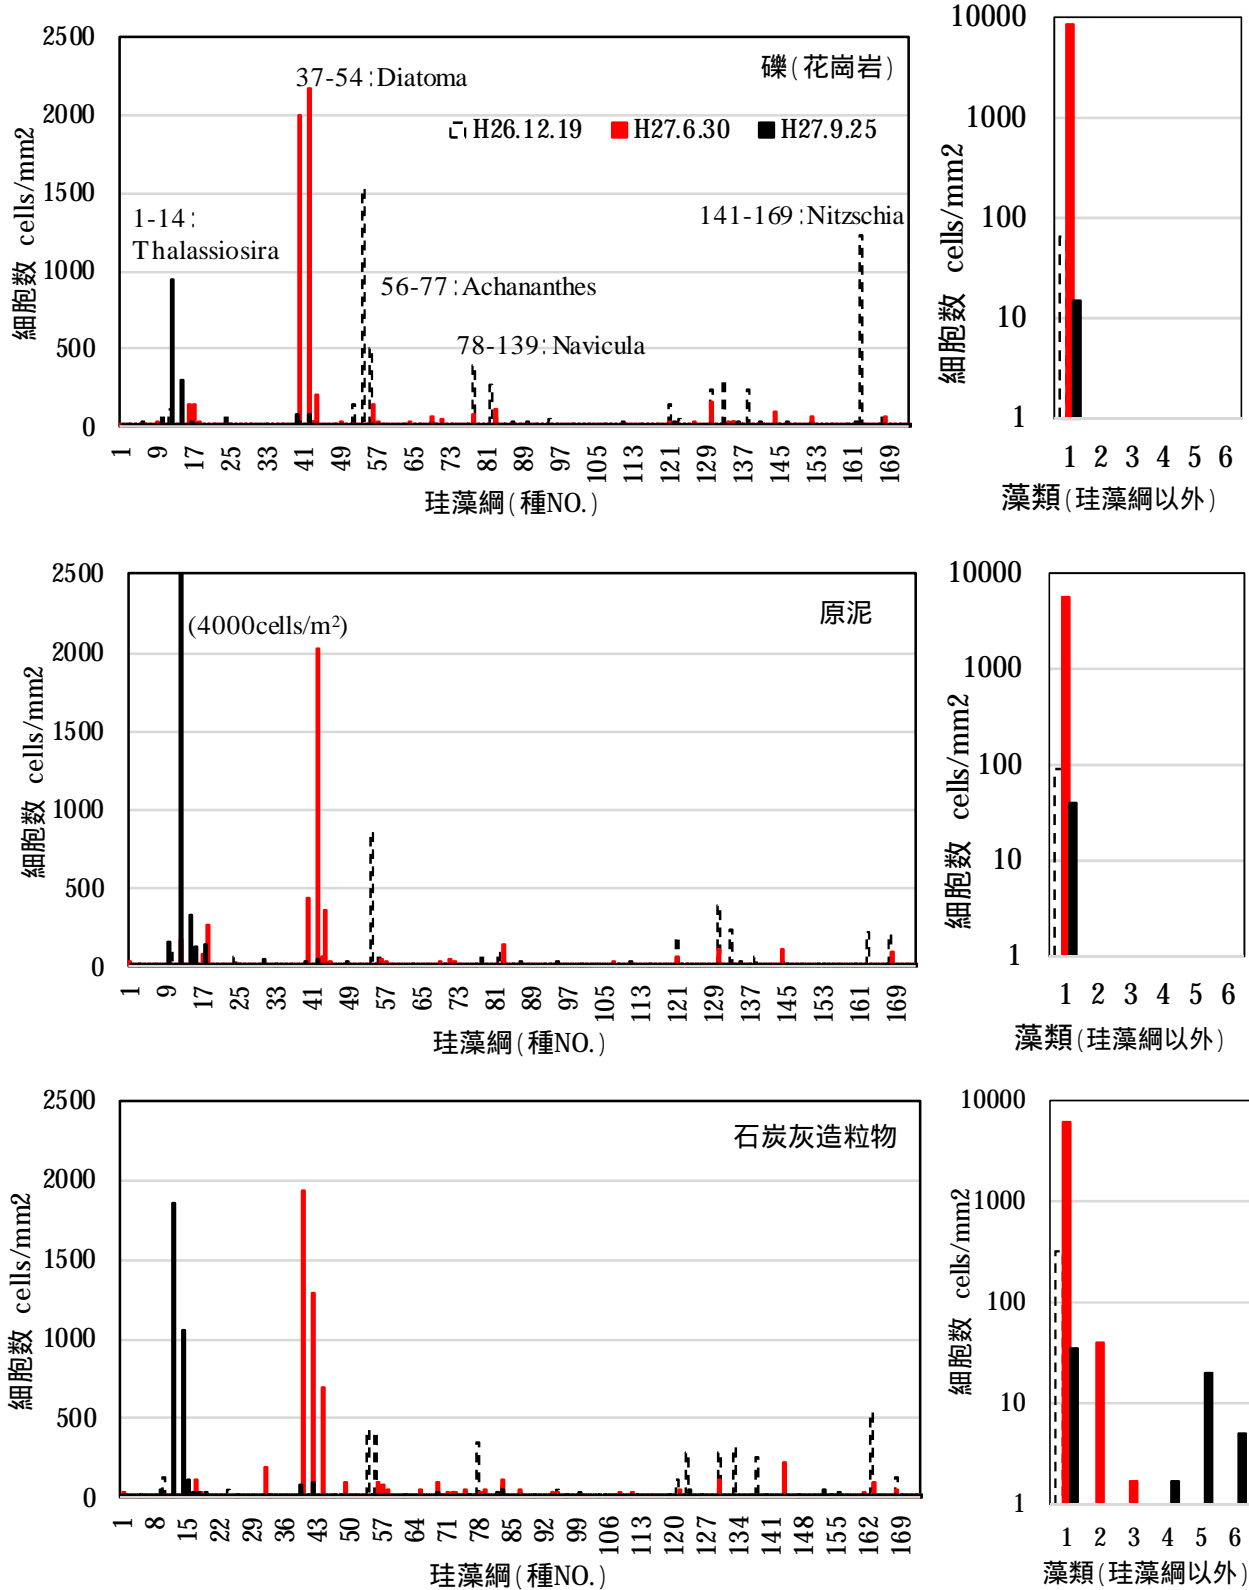 2500
2000
1500
1000
500
0
細胞数 cells/mm2
礫(花崗岩)
37-54:Diatoma
H26.12.19 H27.6.30 H27.9.25
1-14:
Thalassiosira
141-169:Nitzschia
56-77:Achananthes
78-139:Navicula
1 9 17 25 33 41 49 57 65 73 81 89 97 105 113 121 129 137 145 153 161 169
珪藻綱(種NO.)
10000
1000
100
10
1
細胞数 cells/mm2
1 2 3 4 5 6
藻類(珪藻綱以外)
2500
2000
1500
1000
500
0
細胞数 cells/mm2
原泥
(4000cells/m²)
1 9 17 25 33 41 49 57 65 73 81 89 97 105 113 121 129 137 145 153 161 169
珪藻綱(種NO.)
10000
1000
100
10
1
細胞数 cells/mm2
1 2 3 4 5 6
藻類(珪藻綱以外)
2500
2000
1500
1000
500
0
細胞数 cells/mm2
石炭灰造粒物
1 8 15 22 29 36 43 50 57 64 71 78 85 92 99 106 113 120 127 134 141 148 155 162 169
珪藻綱(種NO.)
10000
1000
100
10
1
細胞数 cells/mm2
1 2 3 4 5 6
藻類(珪藻綱以外)